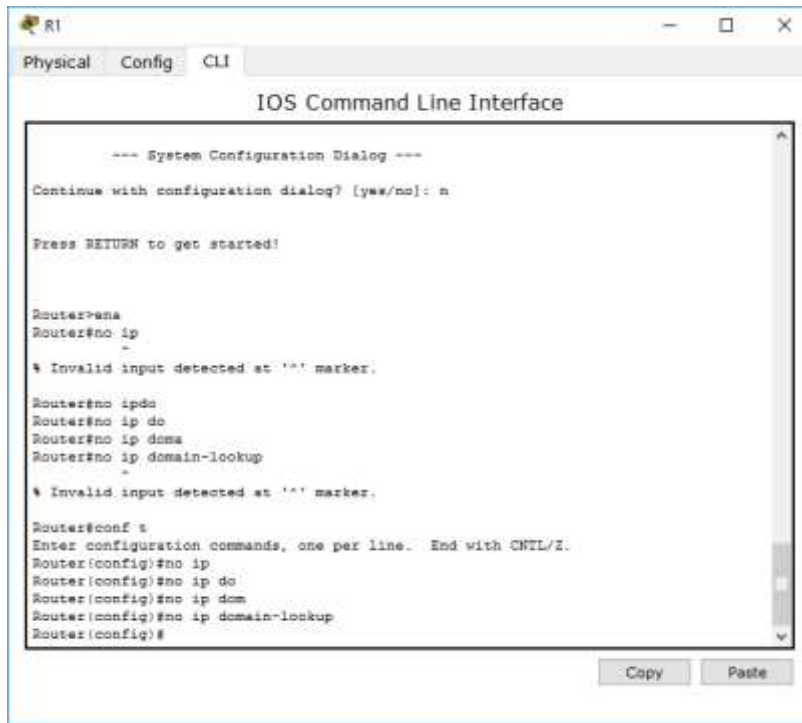 R1
Physical Config CLI
IOS Command Line Interface
--- System Configuration Dialog ---
Continue with configuration dialog? [yes/no]: n
Press RETURN to get started!
Router>ena
Router#no ip
^
% Invalid input detected at '^' marker.
Router#no ipdo
Router#no ip do
Router#no ip doma
Router#no ip domain-lookup
^
% Invalid input detected at '^' marker.
Router#conf t
Enter configuration commands, one per line.  End with CNTL/Z.
Router(config)#no ip
Router(config)#no ip do
Router(config)#no ip dom
Router(config)#no ip domain-lookup
Router(config)#
Copy Paste